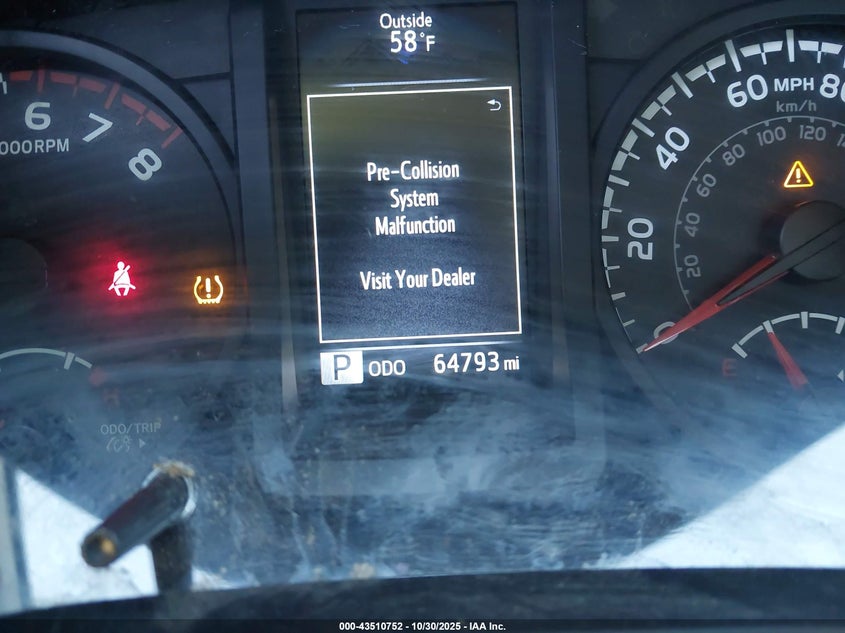 Outside
58°F
Pre-Collision
System
Malfunction
Visit Your Dealer
P ODO 64793 mi
6
7
8
000RPM
ODO/TRIP
0
20
40
60
MPH
80
km/h
20
40
60
80
100
120
E
000-43510752 - 10/30/2025 - IAA Inc.